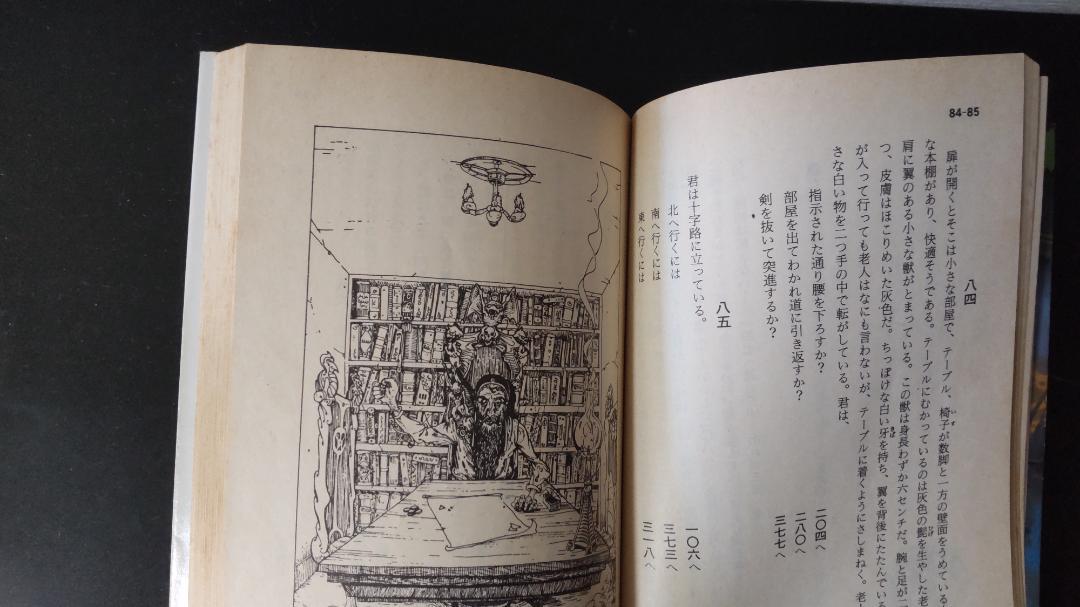 84-85
八四
扉が開くとそこは小さな部屋で、テーブル、椅子が数脚と一方の壁面をうめている
な本棚があり、快適そうである。テーブルにむかっているのは灰色の髭を生やした老
肩に翼のある小さな獣がとまっている。この獣は身長わずか六センチだ。腕と足が二
つ、皮膚はほこりめいた灰色だ。ちっぽけな白い牙を持ち、翼を背後にたたんでい
が入って行っても老人はなにも言わないが、テーブルに着くようにさしまねく。老
さな白い物を二つ手の中で転がしている。君は、
指示された通り腰を下ろすか？ 二〇四へ
部屋を出てわかれ道に引き返すか？ 二八〇へ
剣を抜いて突進するか？ 三七七へ
八五
君は十字路に立っている。
北へ行くには 一〇六へ
南へ行くには 三七三へ
東へ行くには 三一八へ